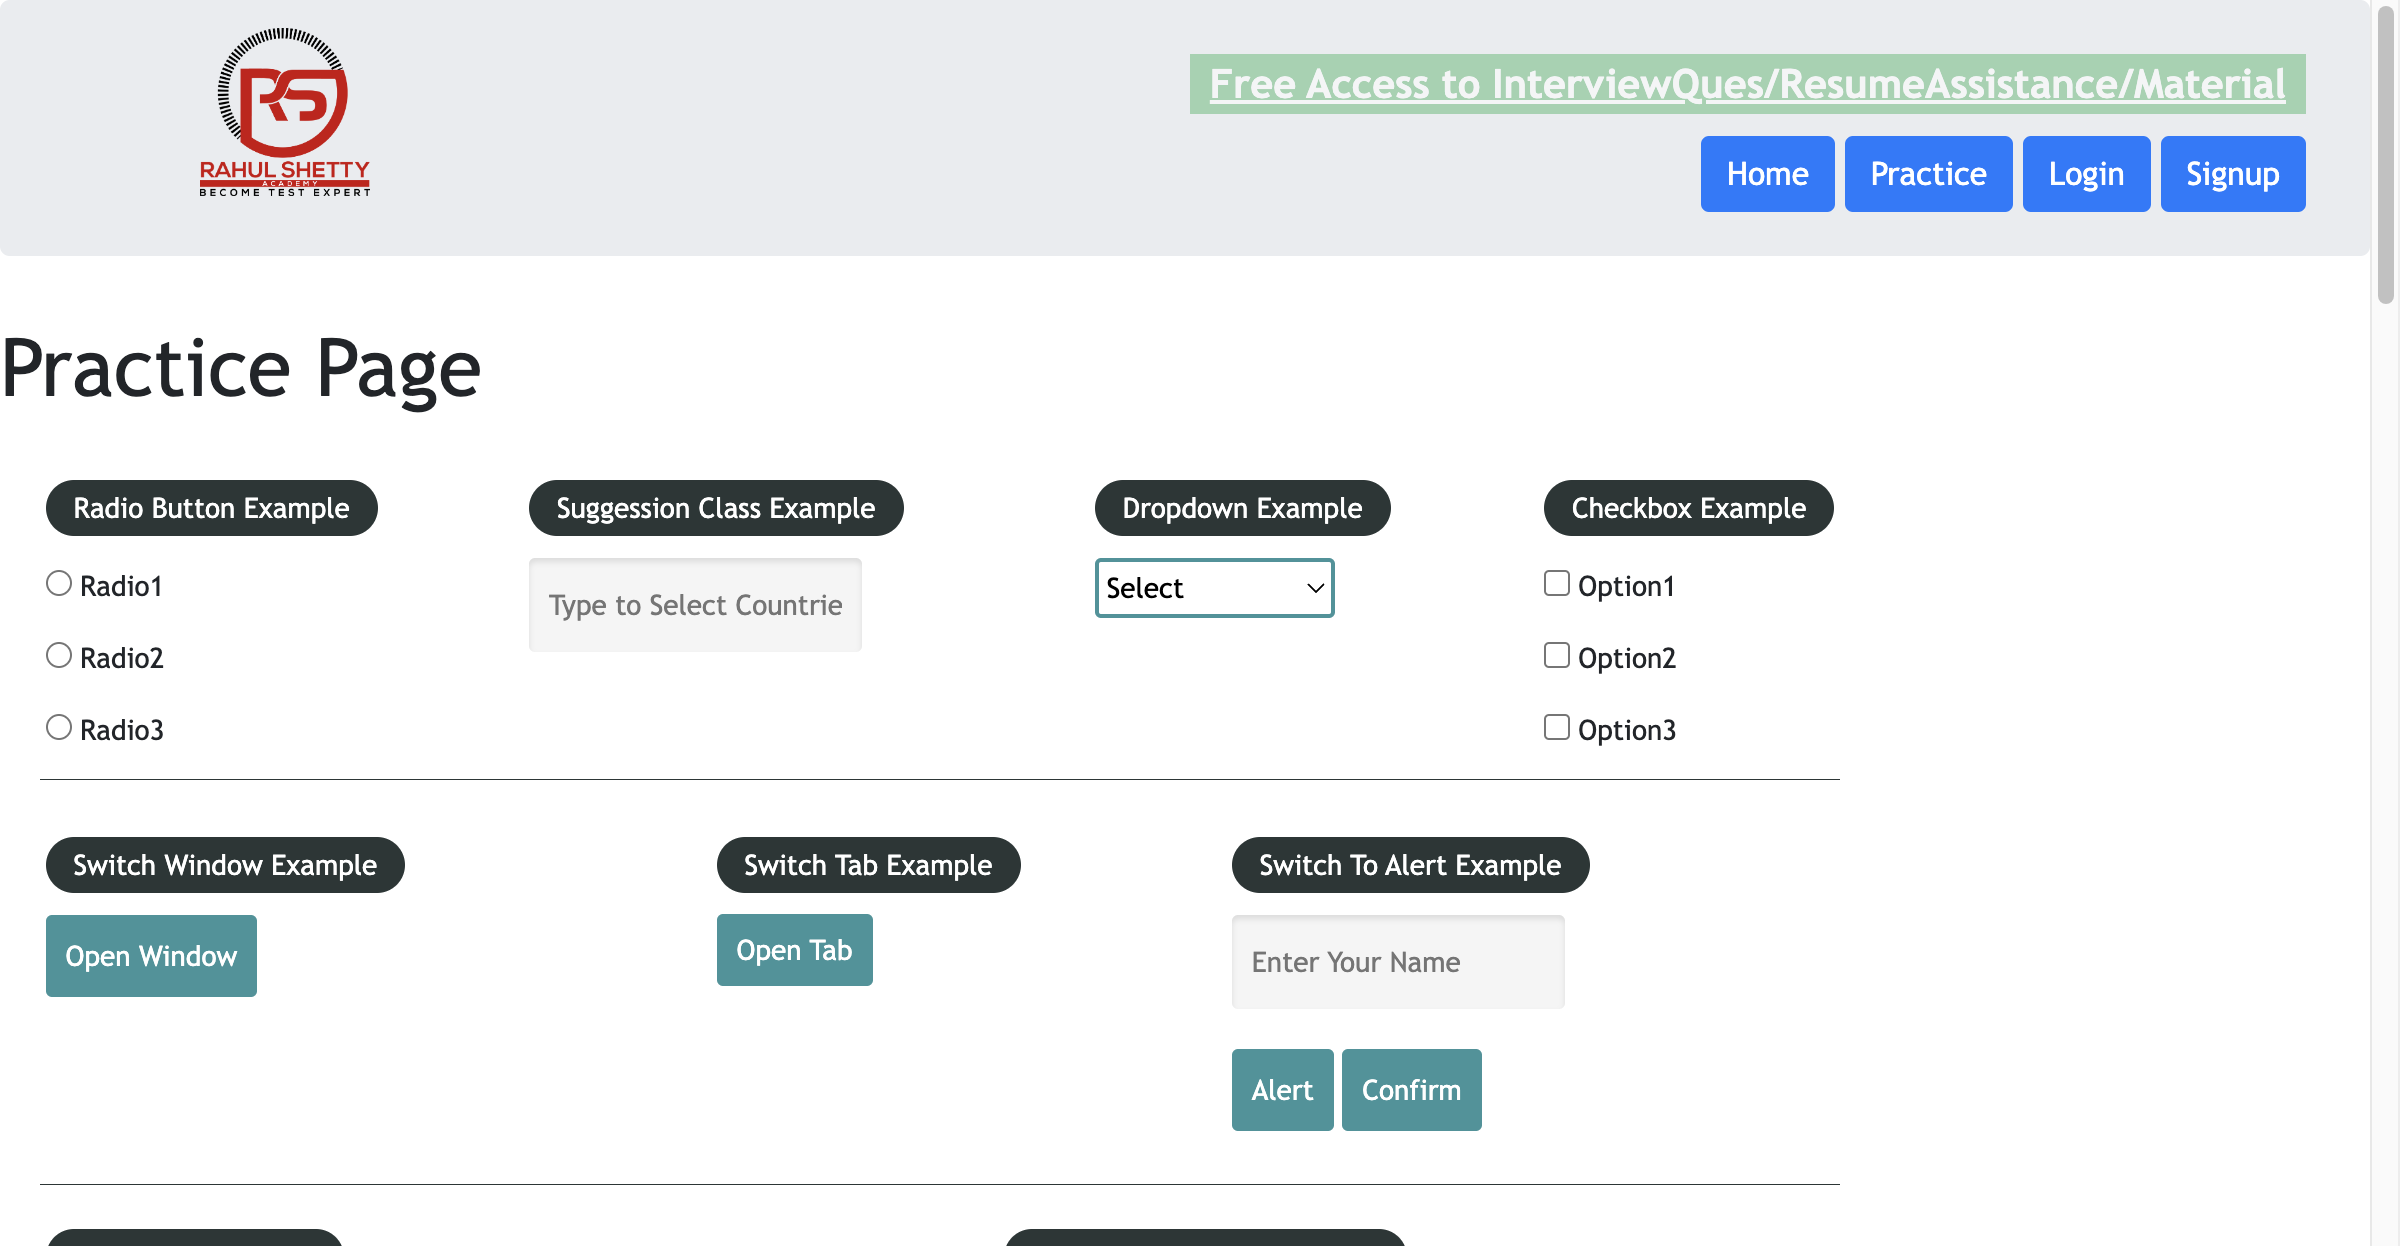 RS
RAHUL SHETTY
ACADEMY
BECOME TEST EXPERT
Free Access to InterviewQues/ResumeAssistance/Material
Home Practice Login Signup
Practice Page
Radio Button Example Suggession Class Example Dropdown Example Checkbox Example
Radio1 Type to Select Countrie Select Option1
Radio2 Option2
Radio3 Option3
Switch Window Example Switch Tab Example Switch To Alert Example
Open Window Open Tab Enter Your Name
Alert Confirm